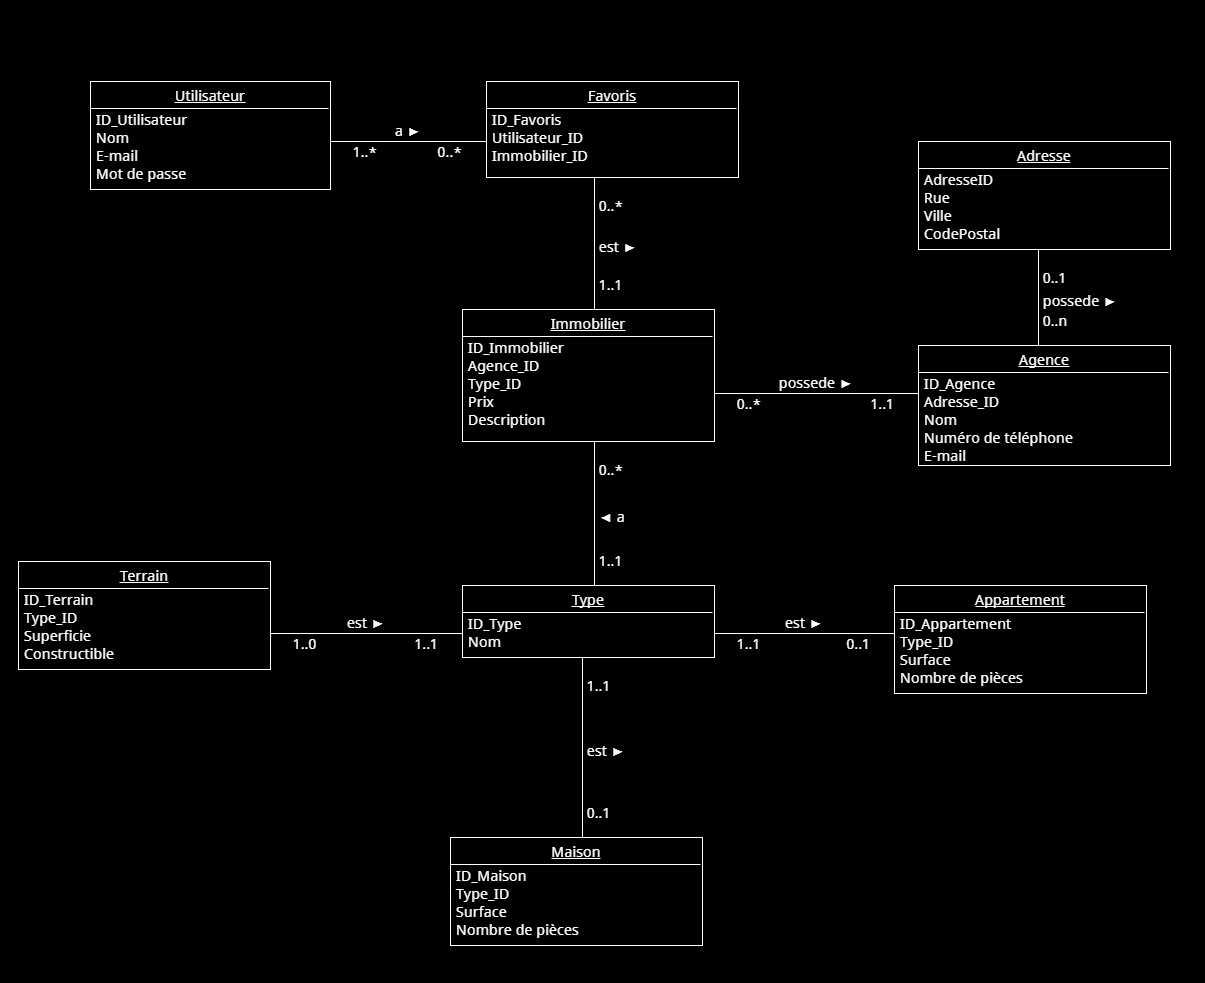 Utilisateur
ID_Utilisateur
Nom
E-mail
Mot de passe
a ►
1..*
0..*
Favoris
ID_Favoris
Utilisateur_ID
Immobilier_ID
Adresse
AdresseID
Rue
Ville
CodePostal
0..*
est ►
1..1
0..1
possede ►
0..n
Immobilier
ID_Immobilier
Agence_ID
Type_ID
Prix
Description
possede ►
0..*
1..1
Agence
ID_Agence
Adresse_ID
Nom
Numéro de téléphone
E-mail
0..*
◄ a
1..1
Terrain
ID_Terrain
Type_ID
Superficie
Constructible
est ►
1..0
1..1
Type
ID_Type
Nom
est ►
1..1
0..1
Appartement
ID_Appartement
Type_ID
Surface
Nombre de pièces
1..1
est ►
0..1
Maison
ID_Maison
Type_ID
Surface
Nombre de pièces